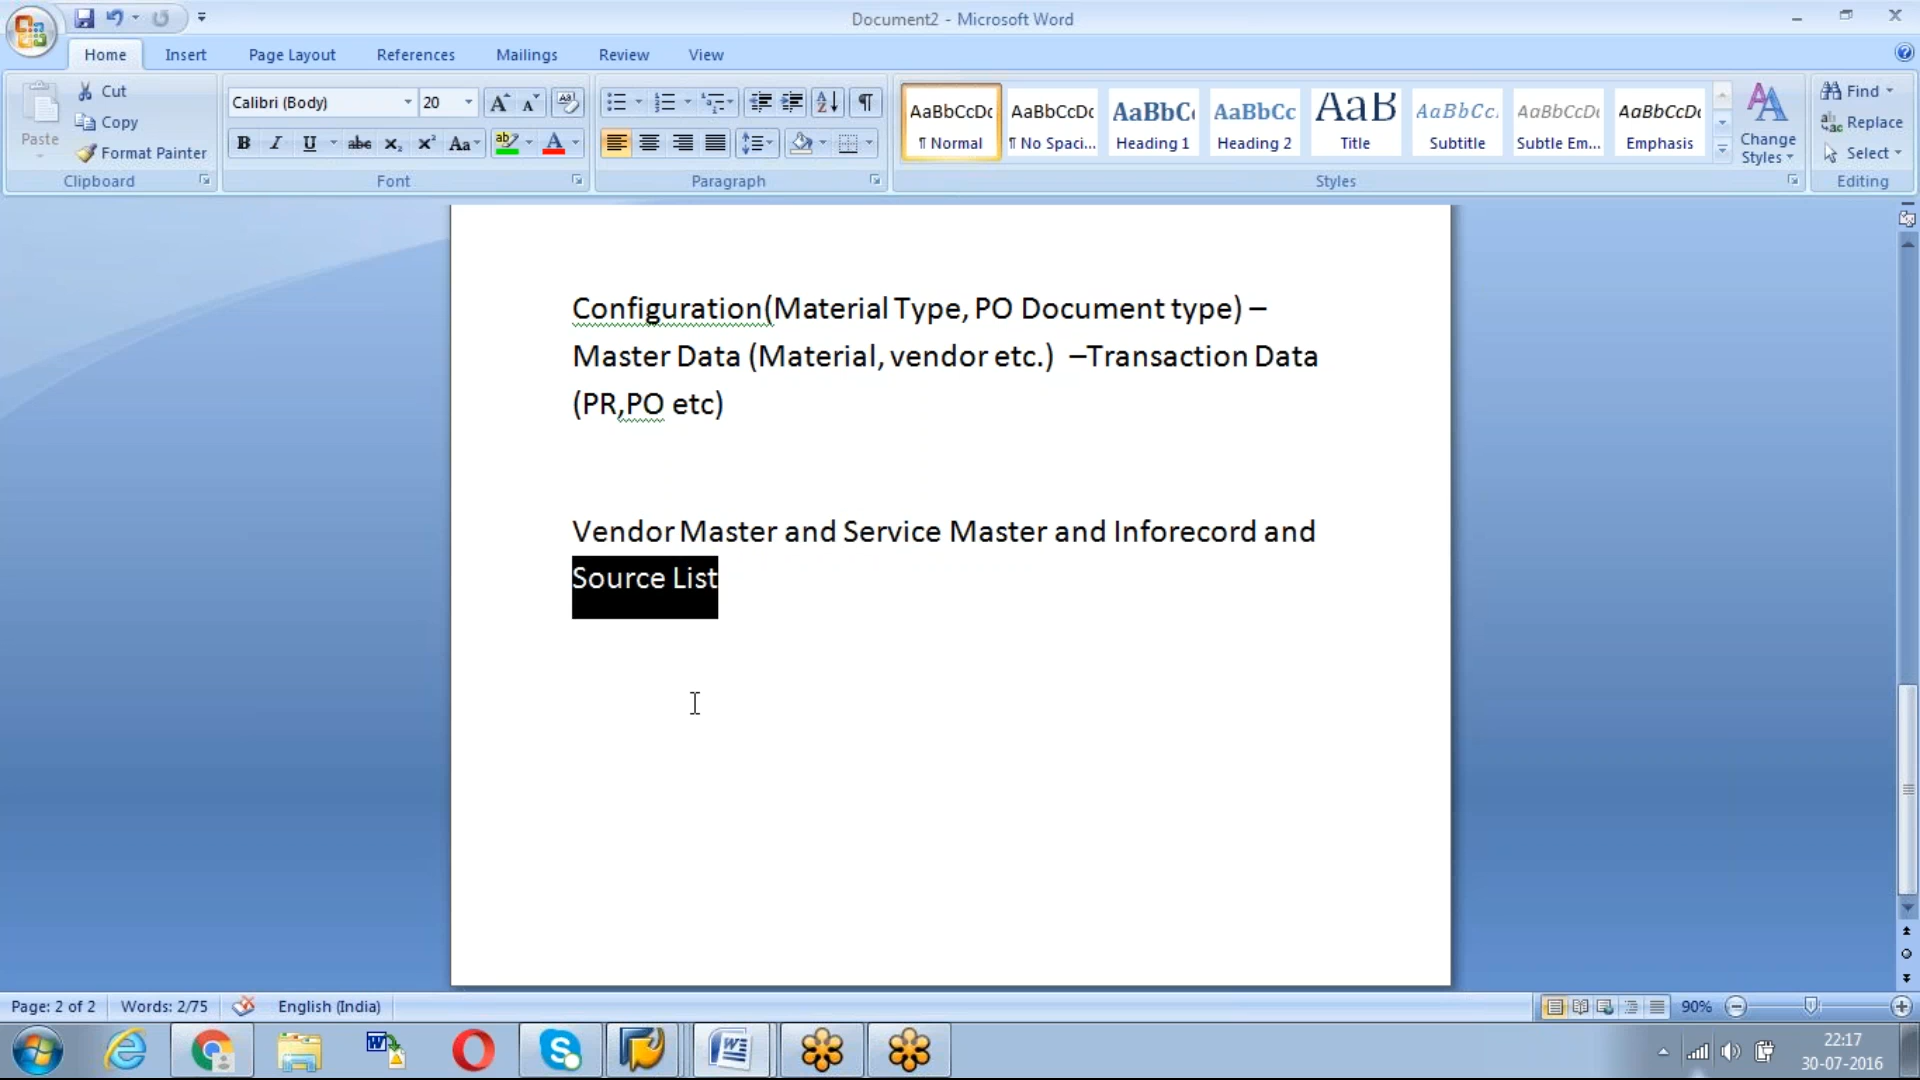 Document2 - Microsoft Word
Home Insert Page Layout References Mailings Review View
Paste
Cut
Copy
Format Painter
Clipboard
Calibri (Body) 20
Font
Paragraph
AaBbCcDc AaBbCcDc AaBbC AaBbCc AaB AaBbCc. AaBbCcDc AaBbCcDc
¶ Normal ¶ No Spaci... Heading 1 Heading 2 Title Subtitle Subtle Em... Emphasis
Change Styles
Styles
Find
Replace
Select
Editing
Configuration(Material Type, PO Document type) –
Master Data (Material, vendor etc.) –Transaction Data
(PR,PO etc)
Vendor Master and Service Master and Inforecord and
Source List
Page: 2 of 2 Words: 2/75 English (India) 90%
22:17
30-07-2016